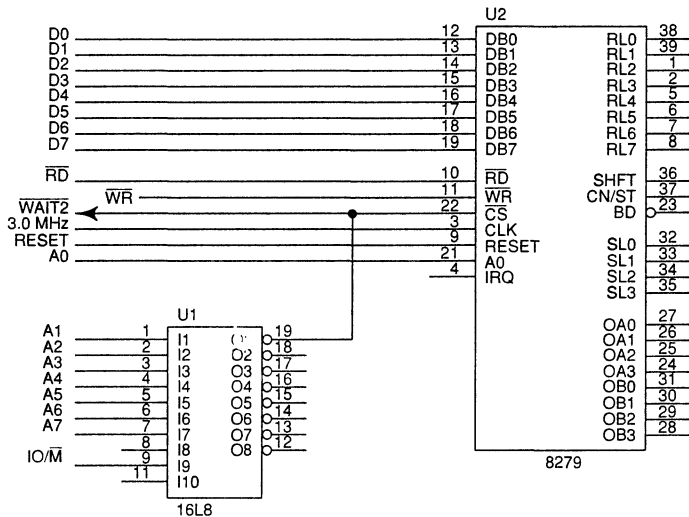 U2
D0 12 DB0 RL0 38
D1 13 DB1 RL1 39
D2 14 DB2 RL2 1
D3 15 DB3 RL3 2
D4 16 DB4 RL4 5
D5 17 DB5 RL5 6
D6 18 DB6 RL6 7
D7 19 DB7 RL7 8
R̅D̅ 10 R̅D̅ SHFT 36
W̅R̅ 11 W̅R̅ CN/ST 37
W̅A̅I̅T̅2̅ 22 C̅S̅ BD 23
3.0 MHz 3 CLK
RESET 9 RESET SL0 32
A0 21 A0 SL1 33
4 IRQ SL2 34
SL3 35
OA0 27
OA1 26
OA2 25
OA3 24
OB0 31
OB1 30
OB2 29
OB3 28
8279
U1
A1 1 I1 19
A2 2 I2 O2 18
A3 3 I3 O3 17
A4 4 I4 O4 16
A5 5 I5 O5 15
A6 6 I6 O6 14
A7 7 I7 O7 13
8 I8 O8 12
IO/M̅ 9 I9
11 I10
16L8